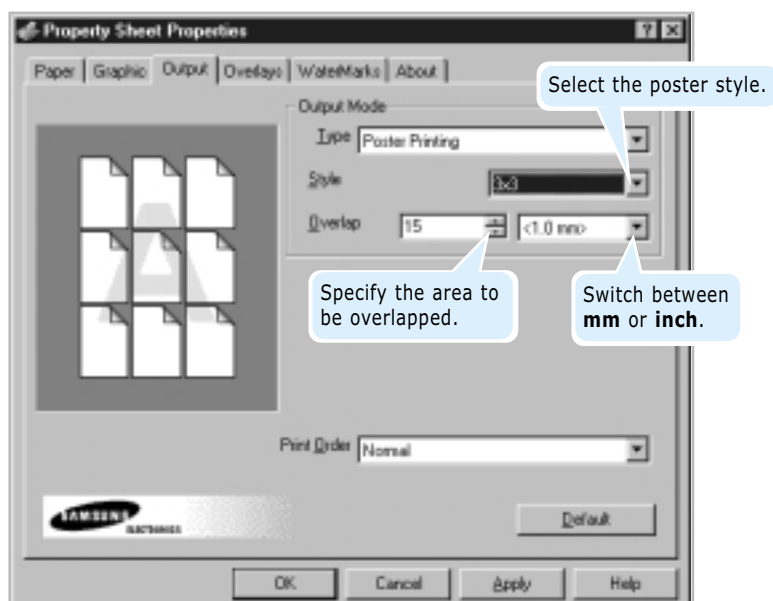 Property Sheet Properties
Paper Graphic Output Overlays WaterMarks About
Select the poster style.
Output Mode
Type Poster Printing
Style 3x3
Overlap 15 <1.0 mm>
Specify the area to
be overlapped.
Switch between
mm or inch.
Print Order Normal
SAMSUNG
ELECTRONICS
Default
OK Cancel Apply Help